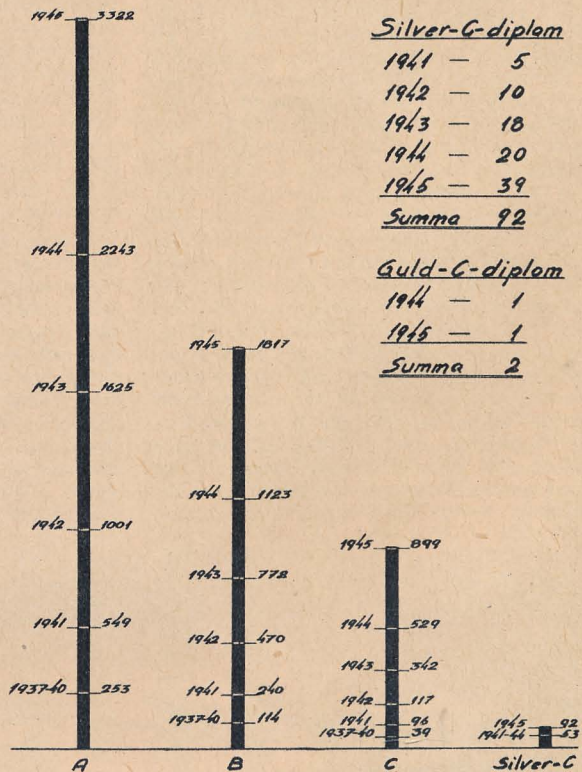 Silver-C-diplom
1941 — 5
1942 — 10
1943 — 18
1944 — 20
1945 — 39
Summa 92
Guld-C-diplom
1944 — 1
1945 — 1
Summa 2
1945 3322
1944 2243
1943 1625
1942 1001
1941 549
1937-40 253
A
1945 1817
1944 1123
1943 772
1942 470
1941 240
1937-40 114
B
1945 899
1944 529
1943 342
1942 117
1941 96
1937-40 39
C
1945 92
1941-44 53
Silver-C